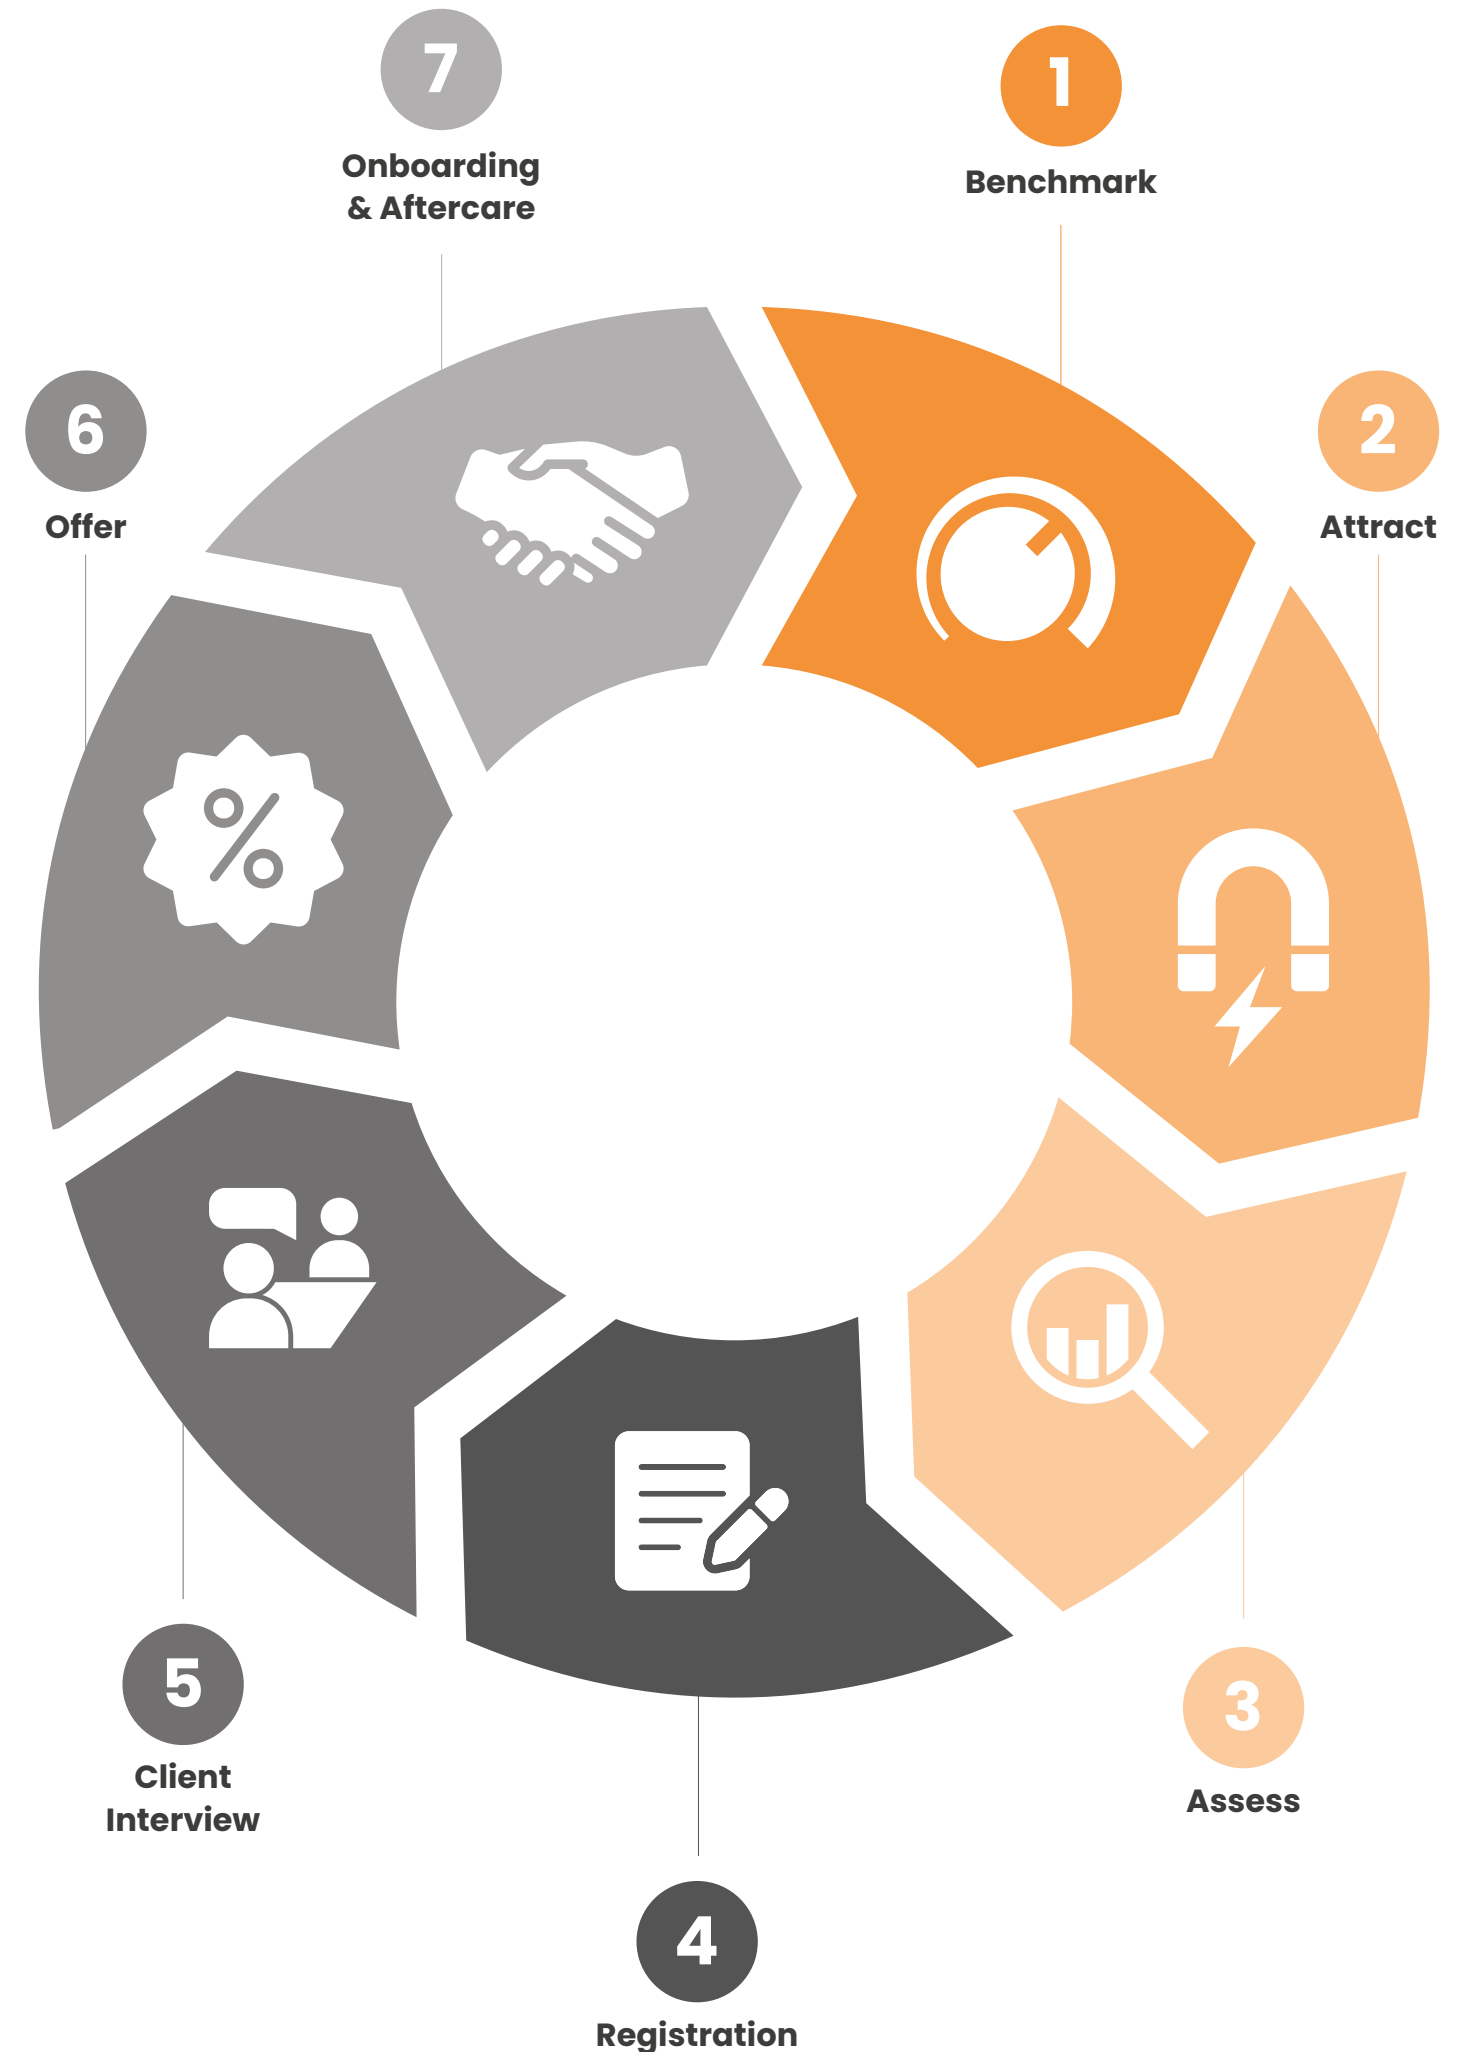 1
Benchmark
2
Attract
3
Assess
4
Registration
5
Client
Interview
6
Offer
7
Onboarding
& Aftercare
%